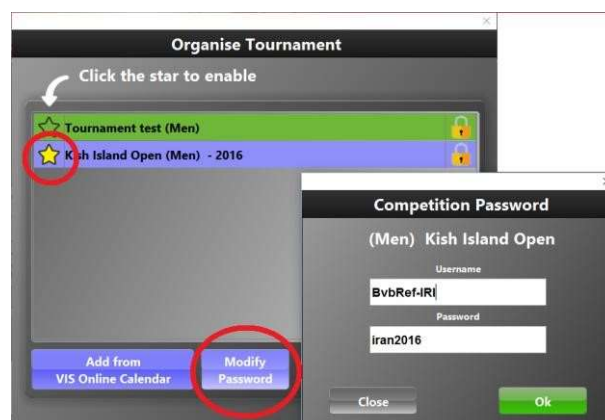 Organise Tournament
Click the star to enable
Tournament test (Men)
Kish Island Open (Men) - 2016
Add from
VIS Online Calendar
Modify
Password
Competition Password
(Men) Kish Island Open
Username
BvbRef-IRI
Password
iran2016
Close
Ok